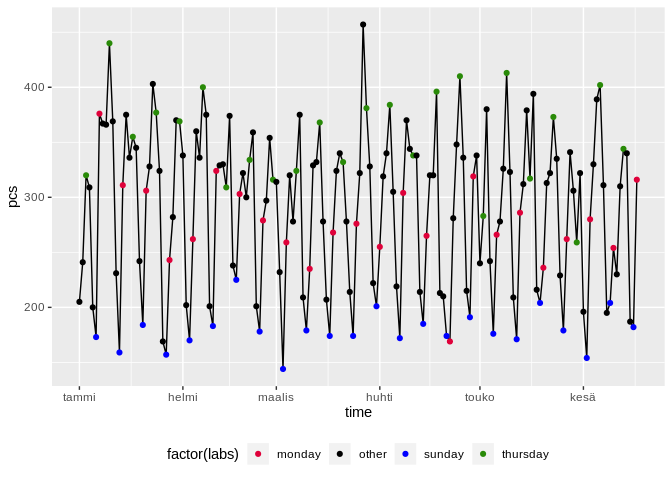 400
300
200
pcs
tammi helmi maalis huhti touko kesä
time
factor(labs) monday other sunday thursday